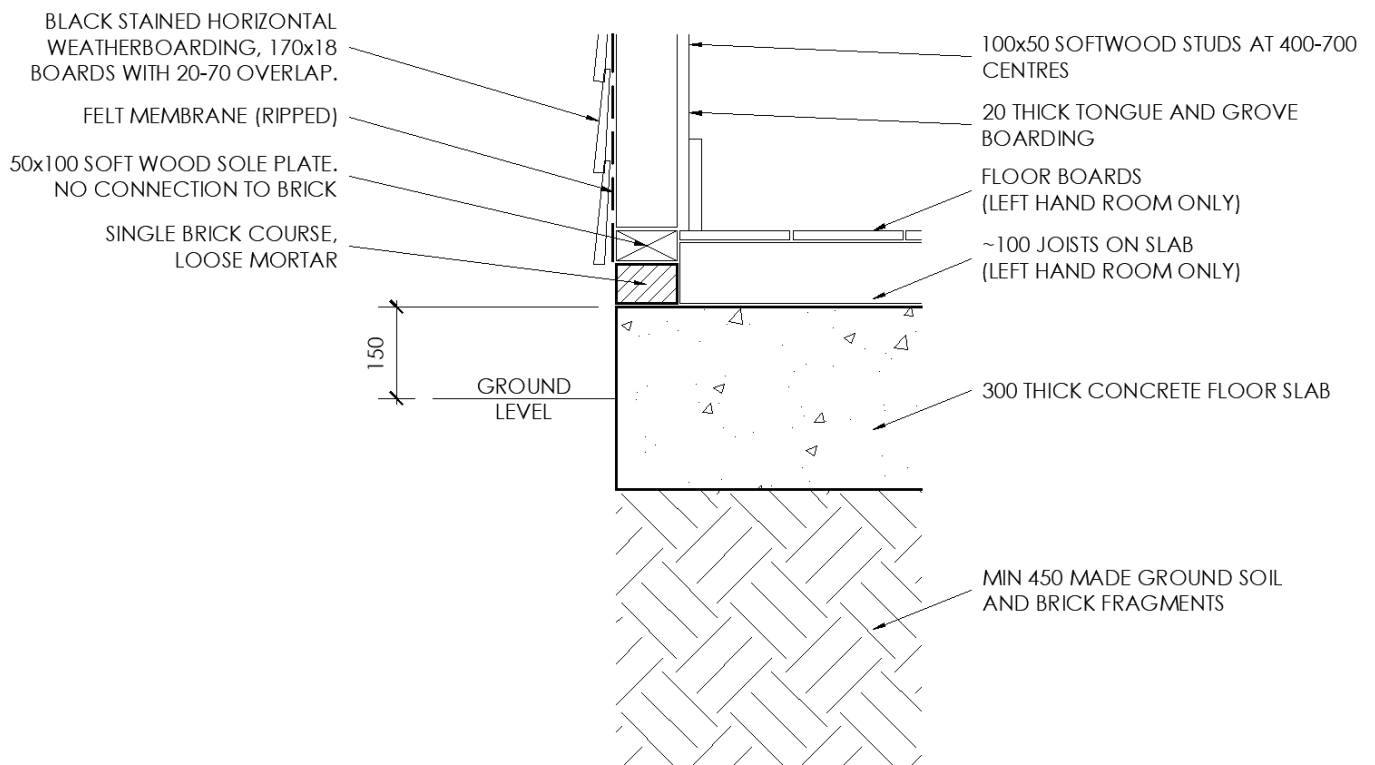 BLACK STAINED HORIZONTAL
WEATHERBOARDING, 170x18
BOARDS WITH 20-70 OVERLAP.
FELT MEMBRANE (RIPPED)
50x100 SOFT WOOD SOLE PLATE.
NO CONNECTION TO BRICK
SINGLE BRICK COURSE,
LOOSE MORTAR
150
GROUND
LEVEL
100x50 SOFTWOOD STUDS AT 400-700
CENTRES
20 THICK TONGUE AND GROVE
BOARDING
FLOOR BOARDS
(LEFT HAND ROOM ONLY)
~100 JOISTS ON SLAB
(LEFT HAND ROOM ONLY)
300 THICK CONCRETE FLOOR SLAB
MIN 450 MADE GROUND SOIL
AND BRICK FRAGMENTS